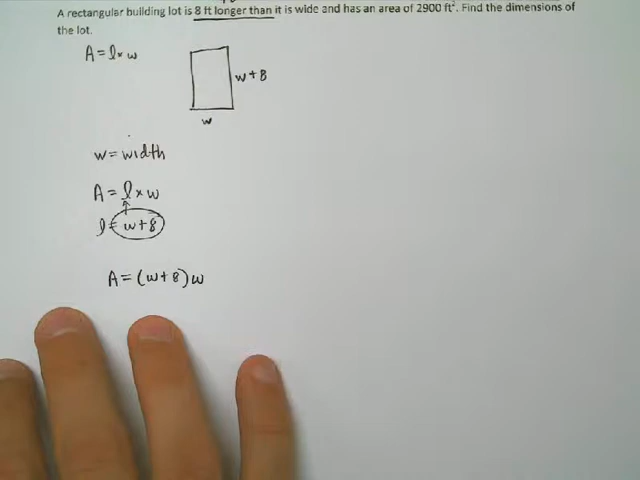 A rectangular building lot is 8 ft longer than it is wide and has an area of 2900 ft². Find the dimensions of
the lot.
A = l × w
w + 8
w
w = width
A = l × w
l = w + 8
A = (w + 8) w